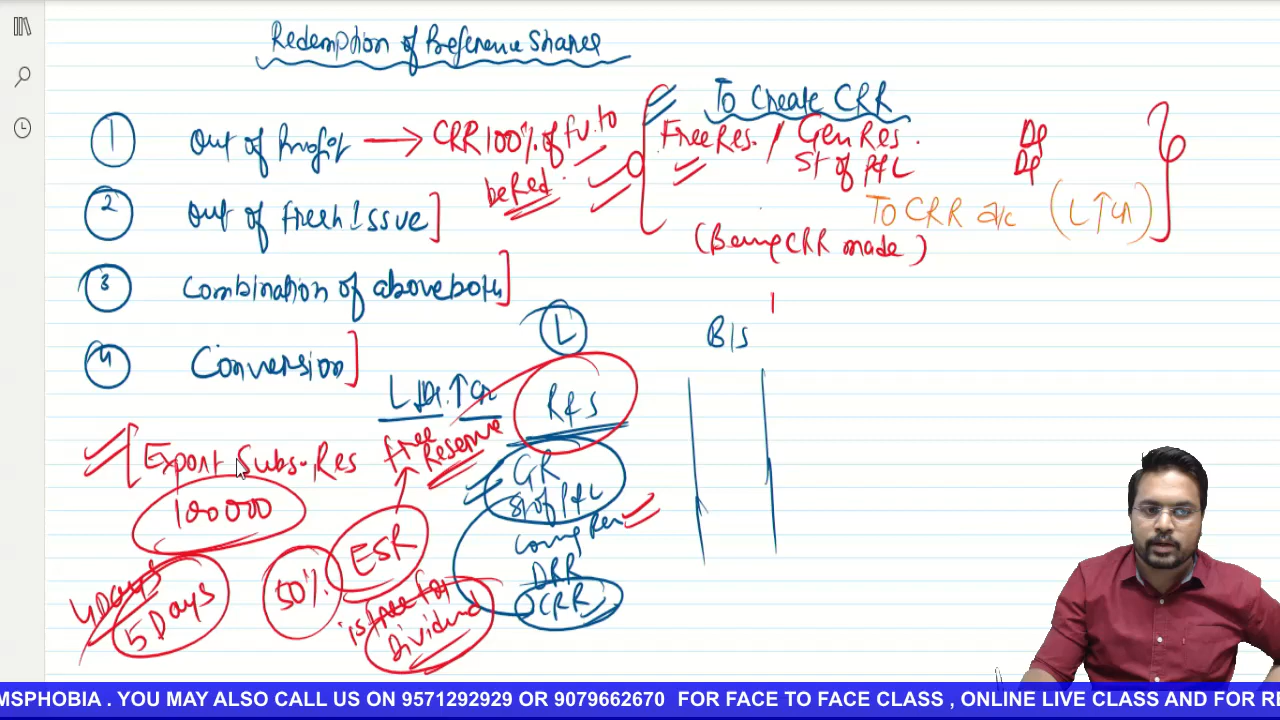 Redemption of Preference Shares
1 Out of Profit → CRR 100% of FV. to be Red.
2 Out of fresh Issue]
3 Combination of above both]
4 Conversion]
To Create CRR
Free Res. / Gen Res. Dr
St of P&L Dr
To CRR a/c (L↑Cr)
(Being CRR made)
B/S
L
L↓Dr. ↑Cr
R&S
free Reserve
GR
St of P&L
DRR
CRR
[Export Subs. Res
100000
4 Days
5 Days
50%
ESR
is free for
Dividend
MSPHOBIA . YOU MAY ALSO CALL US ON 9571292929 OR 9079662670 FOR FACE TO FACE CLASS , ONLINE LIVE CLASS AND FOR RE